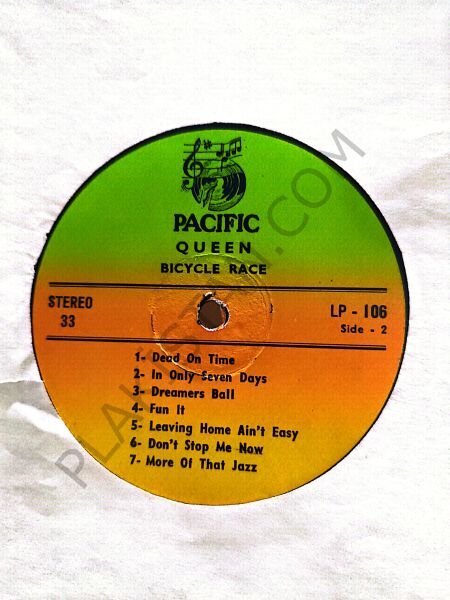 PACIFIC
QUEEN
BICYCLE RACE
STEREO
33
LP - 106
Side - 2
1- Dead On Time
2- In Only Seven Days
3- Dreamers Ball
4- Fun It
5- Leaving Home Ain't Easy
6- Don't Stop Me Now
7- More Of That Jazz
PLAKISTAN.COM